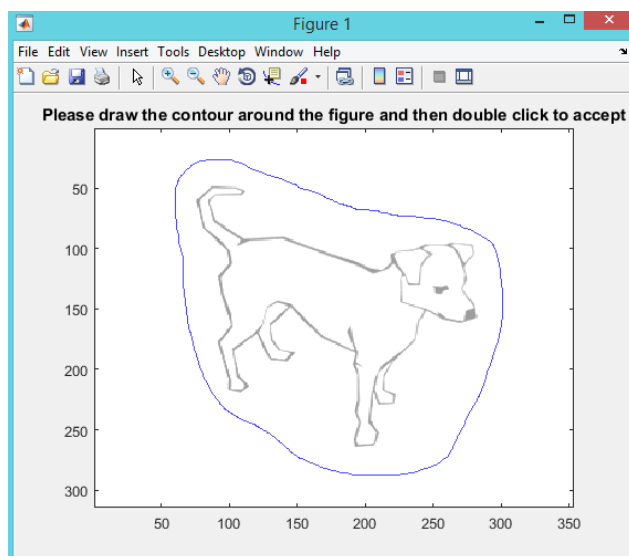 Figure 1
File Edit View Insert Tools Desktop Window Help
Please draw the contour around the figure and then double click to accept
50
100
150
200
250
300
50 100 150 200 250 300 350